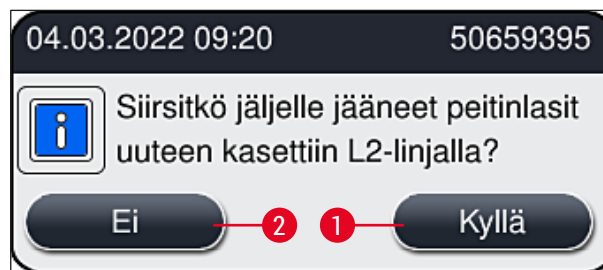 04.03.2022 09:20 50659395
Siirsitkö jäljelle jääneet peitinlasit
uuteen kasettiin L2-linjalla?
Ei 2 1 Kyllä